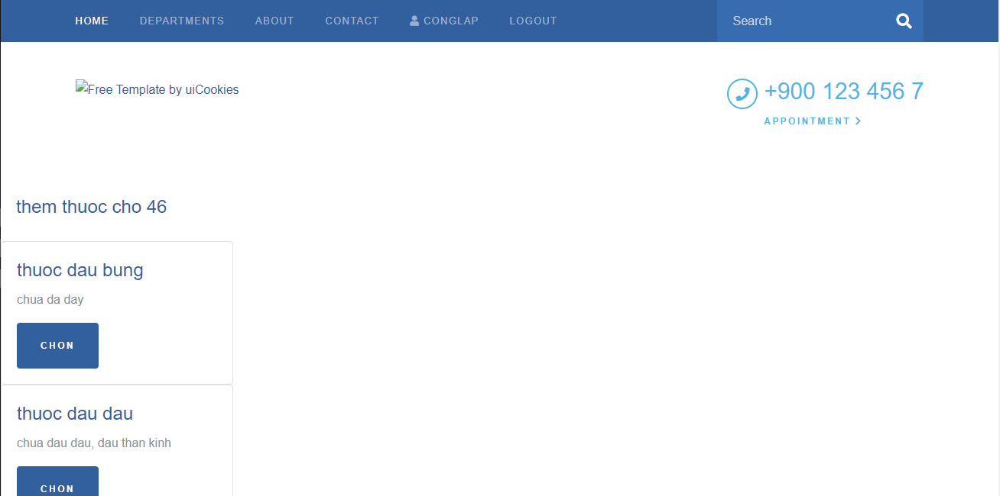 HOME DEPARTMENTS ABOUT CONTACT CONGLAP LOGOUT Search
Free Template by uiCookies
+900 123 456 7
APPOINTMENT
them thuoc cho 46
thuoc dau bung
chua da day
CHON
thuoc dau dau
chua dau dau, dau than kinh
CHON